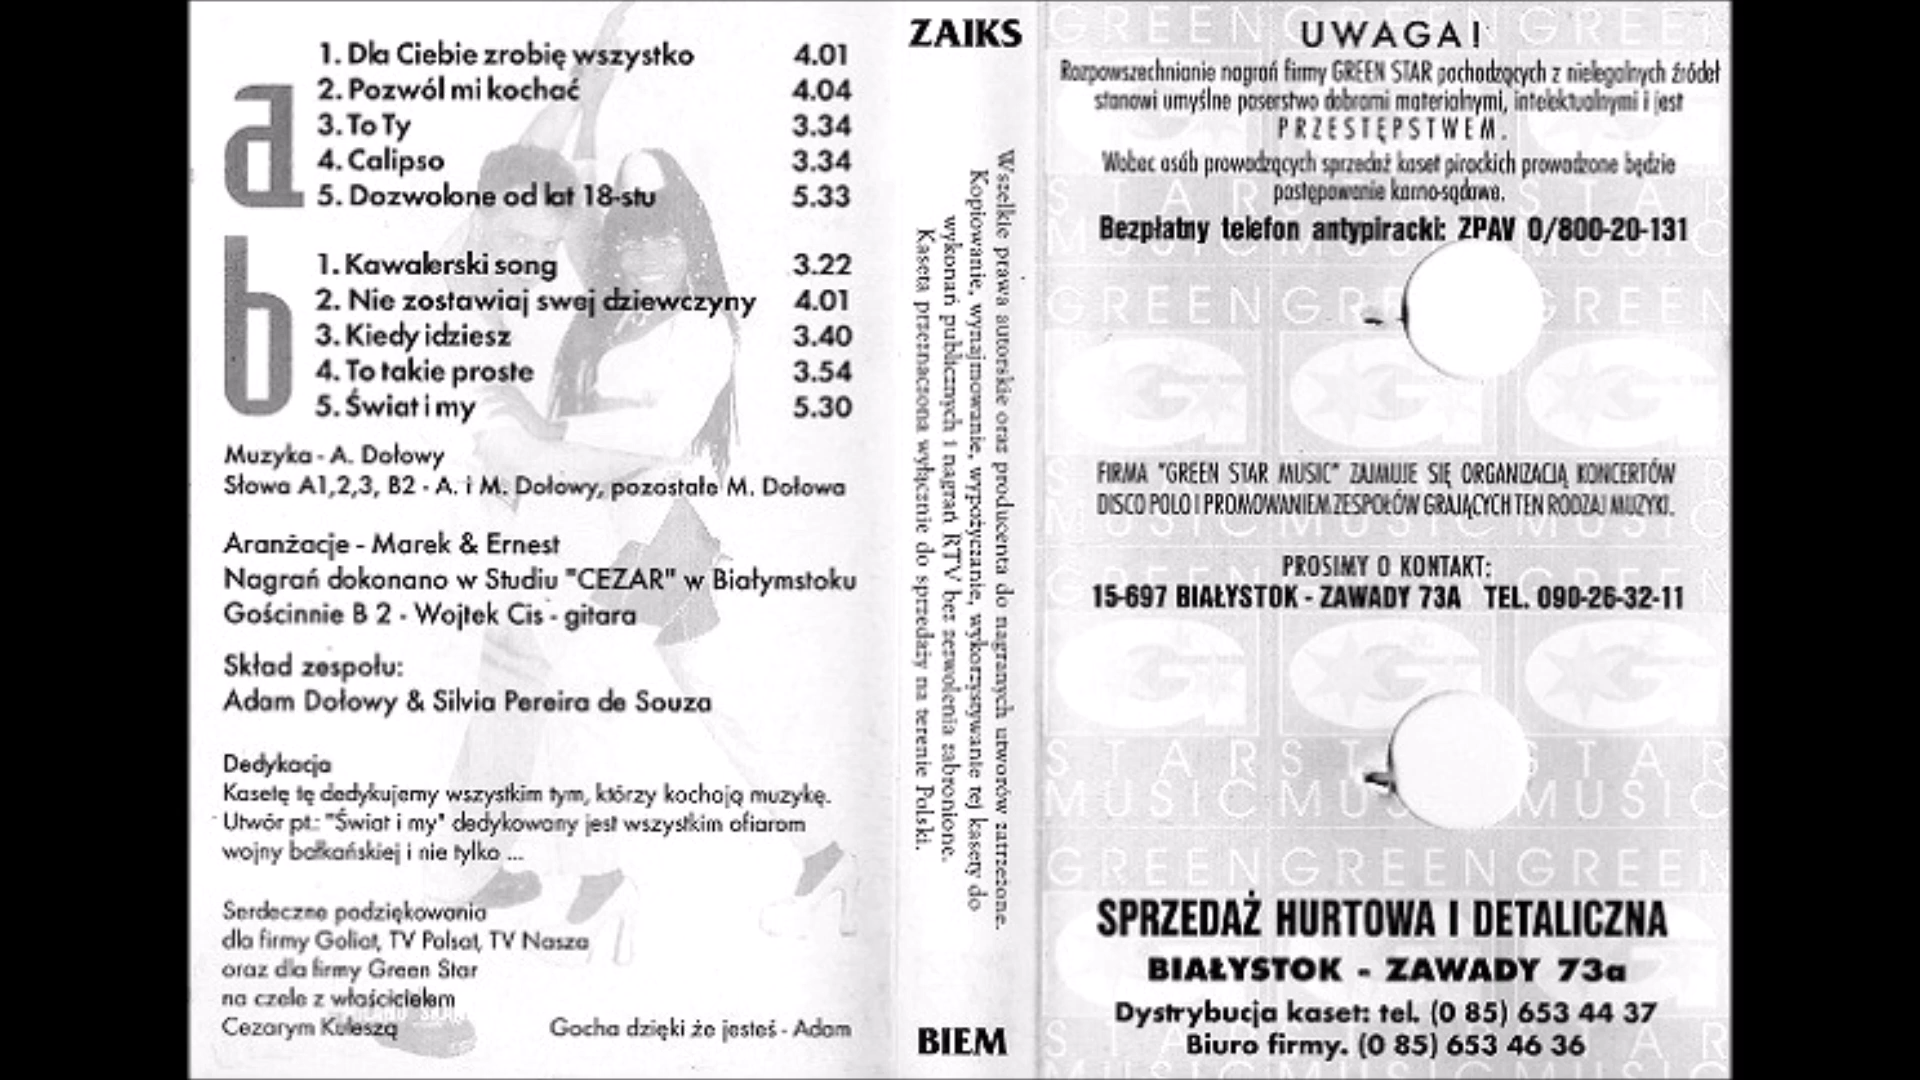 a
1. Dla Ciebie zrobię wszystko 4.01
2. Pozwól mi kochać 4.04
3. To Ty 3.34
4. Calipso 3.34
5. Dozwolone od lat 18-stu 5.33
b
1. Kawalerski song 3.22
2. Nie zostawiaj swej dziewczyny 4.01
3. Kiedy idziesz 3.40
4. To takie proste 3.54
5. Świat i my 5.30
Muzyka - A. Dołowy
Słowa A1,2,3, B2 - A. i M. Dołowy, pozostałe M. Dołowa
Aranżacje - Marek & Ernest
Nagrań dokonano w Studiu "CEZAR" w Białymstoku
Gościnnie B 2 - Wojtek Cis - gitara
Skład zespołu:
Adam Dołowy & Silvia Pereira de Souza
Dedykacja
Kasetę tę dedykujemy wszystkim tym, którzy kochają muzykę.
Utwór pt.: "Świat i my" dedykowany jest wszystkim ofiarom
wojny bałkańskiej i nie tylko ...
Serdeczne podziękowania
dla firmy Goliat, TV Polsat, TV Nasza
oraz dla firmy Green Star
na czele z właścicielem
Cezarym Kuleszą
Gocha dzięki że jesteś - Adam
ZAIKS
Wszelkie prawa autorskie oraz producenta do nagranych utworów zatrzeżone.
Kopiowanie, wynajmowanie, wypożyczanie, wykorzystywanie tej kasety do
wykonań publicznych i nagrań RTV bez zezwolenia zabronione.
Kaseta przeznaczona wyłącznie do sprzedaży na terenie Polski.
BIEM
UWAGA!
Rozpowszechnianie nagrań firmy GREEN STAR pochodzących z nielegalnych źródeł
stanowi umyślne paserstwo dobrami materialnymi, intelektualnymi i jest
PRZESTĘPSTWEM.
Wobec osób prowadzących sprzedaż kaset pirackich prowadzone będzie
postępowanie karno-sądowe.
Bezpłatny telefon antypiracki: ZPAV 0/800-20-131
FIRMA "GREEN STAR MUSIC" ZAJMUJE SIĘ ORGANIZACJĄ KONCERTÓW
DISCO POLO I PROMOWANIEM ZESPOŁÓW GRAJĄCYCH TEN RODZAJ MUZYKI.
PROSIMY O KONTAKT:
15-697 BIAŁYSTOK - ZAWADY 73A TEL. 090-26-32-11
SPRZEDAŻ HURTOWA I DETALICZNA
BIAŁYSTOK - ZAWADY 73a
Dystrybucja kaset: tel. (0 85) 653 44 37
Biuro firmy. (0 85) 653 46 36